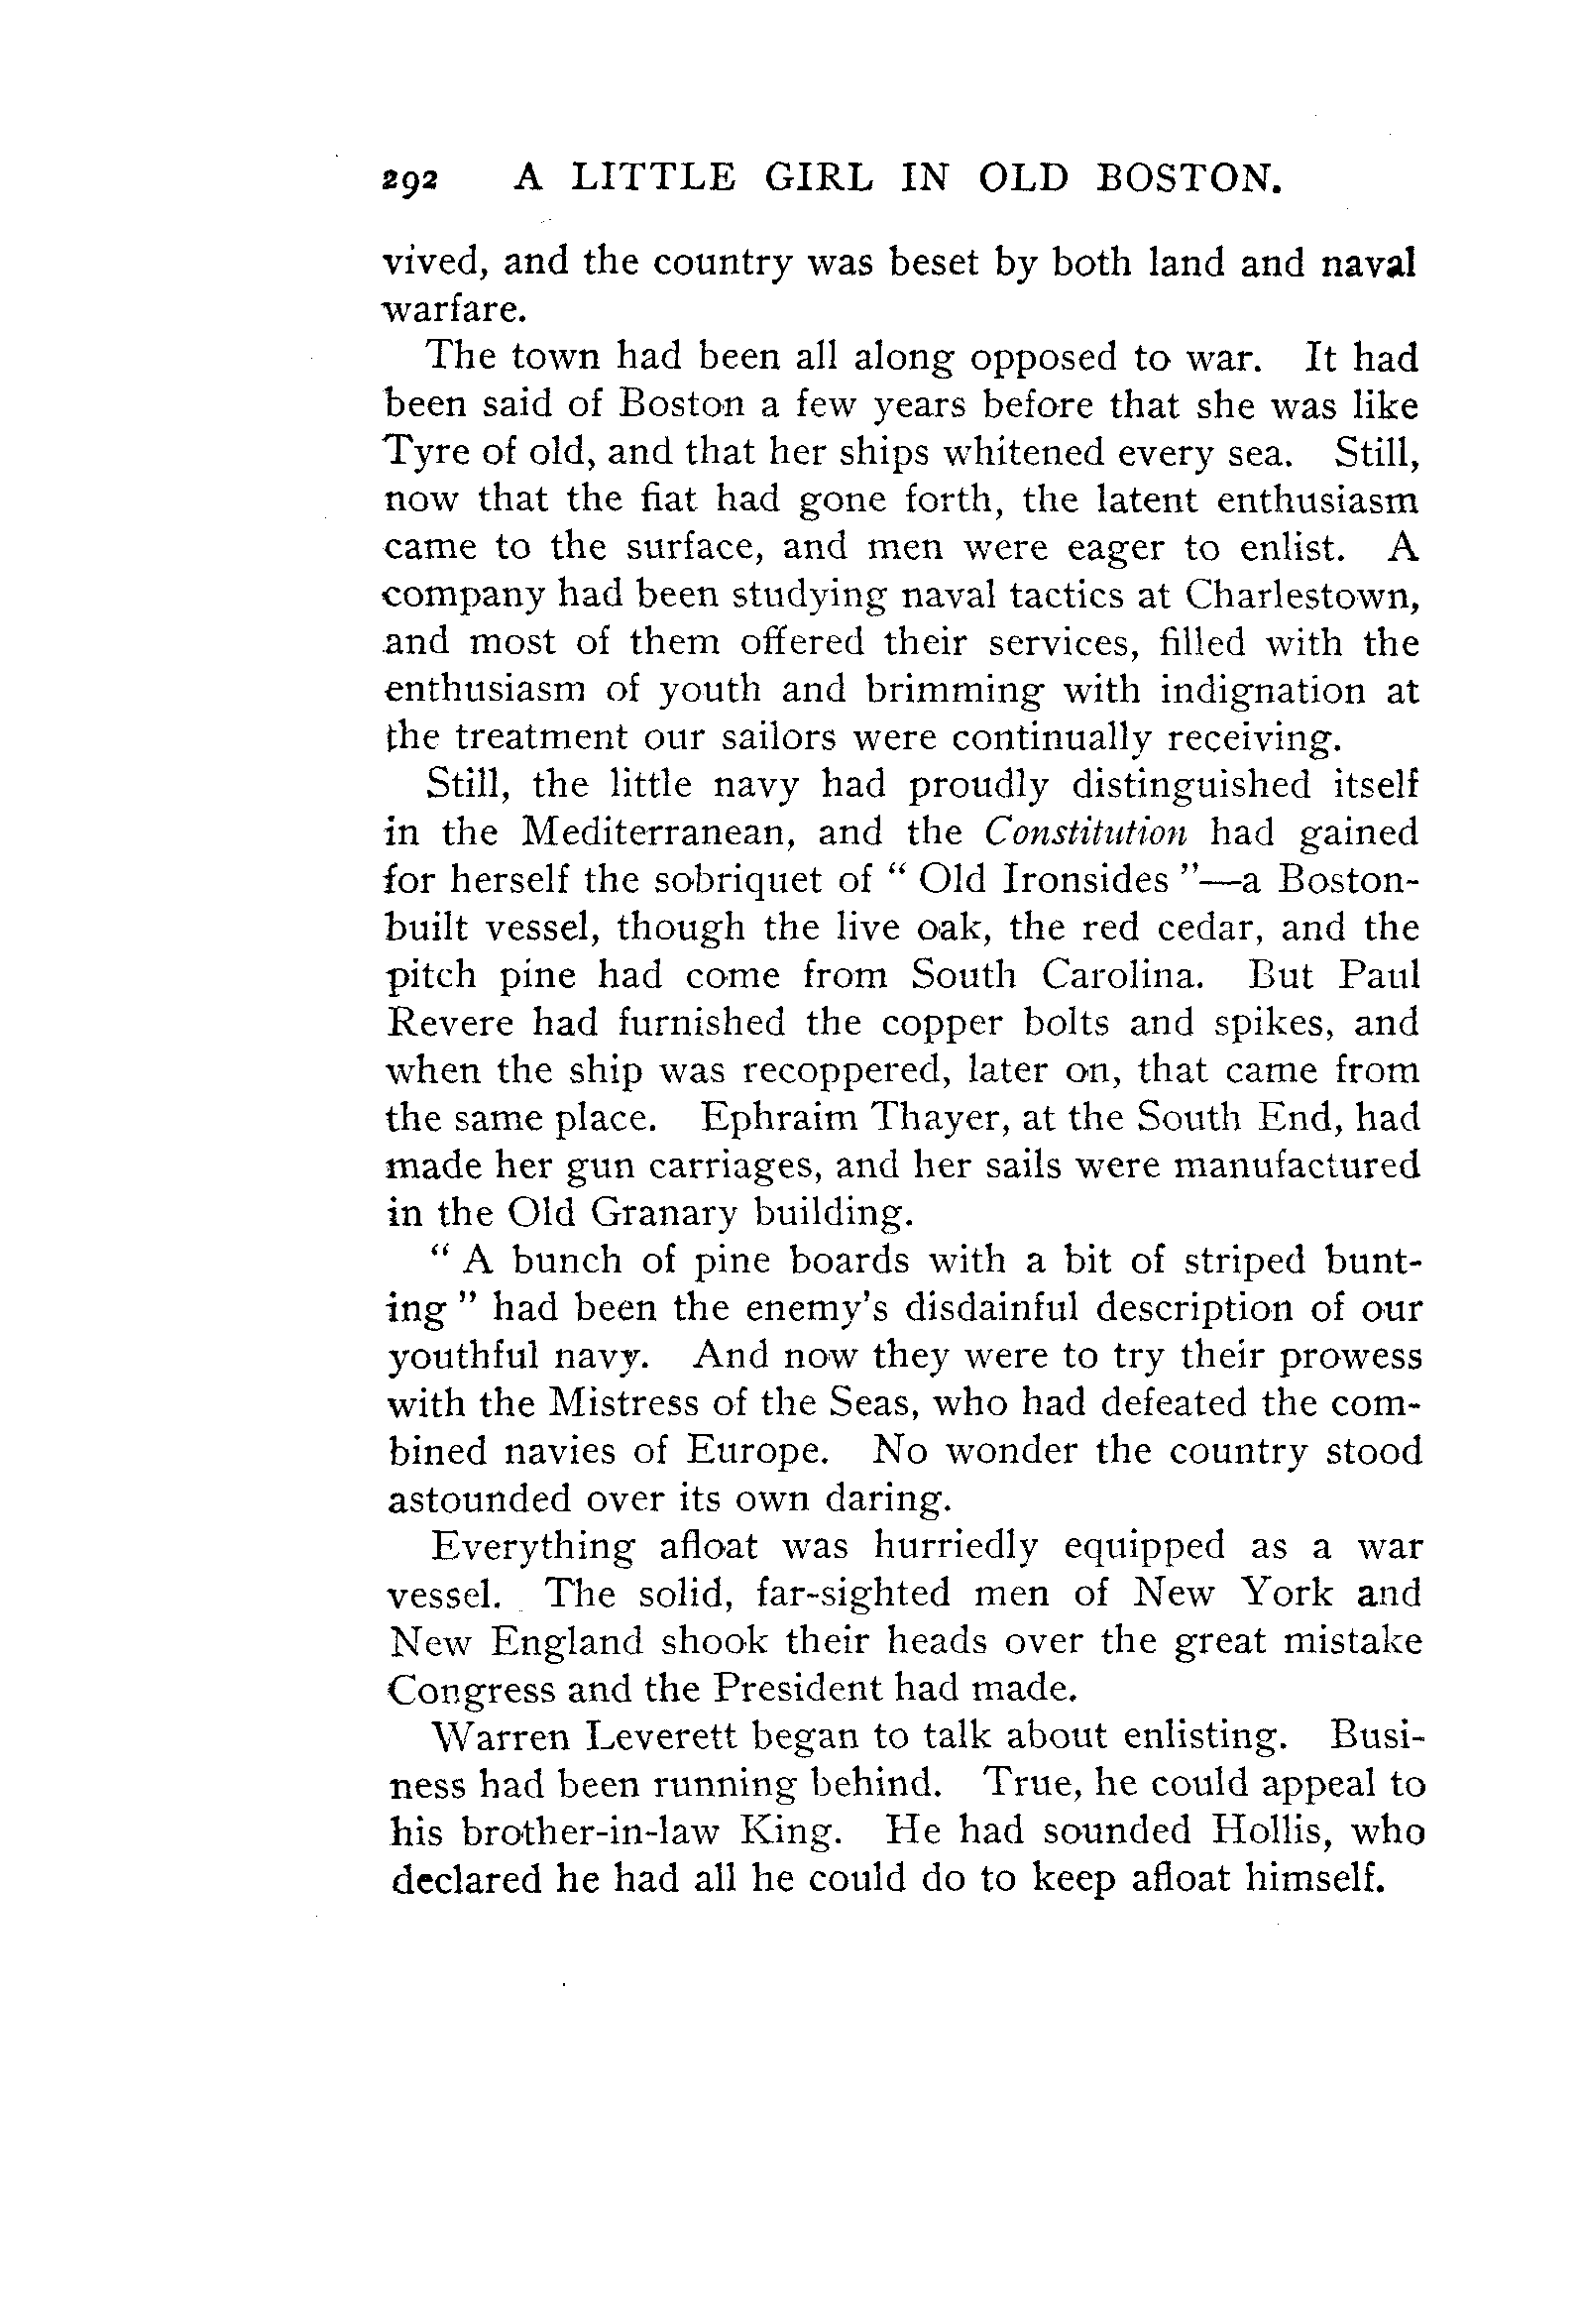 292 A LITTLE GIRL IN OLD BOSTON.
vived, and the country was beset by both land and naval
warfare.
The town had been all along opposed to war. It had
been said of Boston a few years before that she was like
Tyre of old, and that her ships whitened every sea. Still,
now that the fiat had gone forth, the latent enthusiasm
came to the surface, and men were eager to enlist. A
company had been studying naval tactics at Charlestown,
and most of them offered their services, filled with the
enthusiasm of youth and brimming with indignation at
the treatment our sailors were continually receiving.
Still, the little navy had proudly distinguished itself
in the Mediterranean, and the Constitution had gained
for herself the sobriquet of “ Old Ironsides ”—a Boston-
built vessel, though the live oak, the red cedar, and the
pitch pine had come from South Carolina. But Paul
Revere had furnished the copper bolts and spikes, and
when the ship was recoppered, later on, that came from
the same place. Ephraim Thayer, at the South End, had
made her gun carriages, and her sails were manufactured
in the Old Granary building.
“ A bunch of pine boards with a bit of striped bunt-
ing ” had been the enemy's disdainful description of our
youthful navy. And now they were to try their prowess
with the Mistress of the Seas, who had defeated the com-
bined navies of Europe. No wonder the country stood
astounded over its own daring.
Everything afloat was hurriedly equipped as a war
vessel. The solid, far-sighted men of New York and
New England shook their heads over the great mistake
Congress and the President had made.
Warren Leverett began to talk about enlisting. Busi-
ness had been running behind. True, he could appeal to
his brother-in-law King. He had sounded Hollis, who
declared he had all he could do to keep afloat himself.